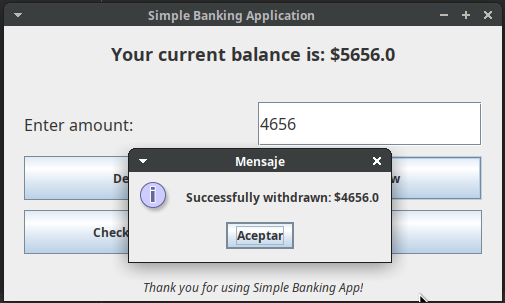 Simple Banking Application
Your current balance is: $5656.0
Enter amount:
4656
Mensaje
Successfully withdrawn: $4656.0
Aceptar
Check
Thank you for using Simple Banking App!